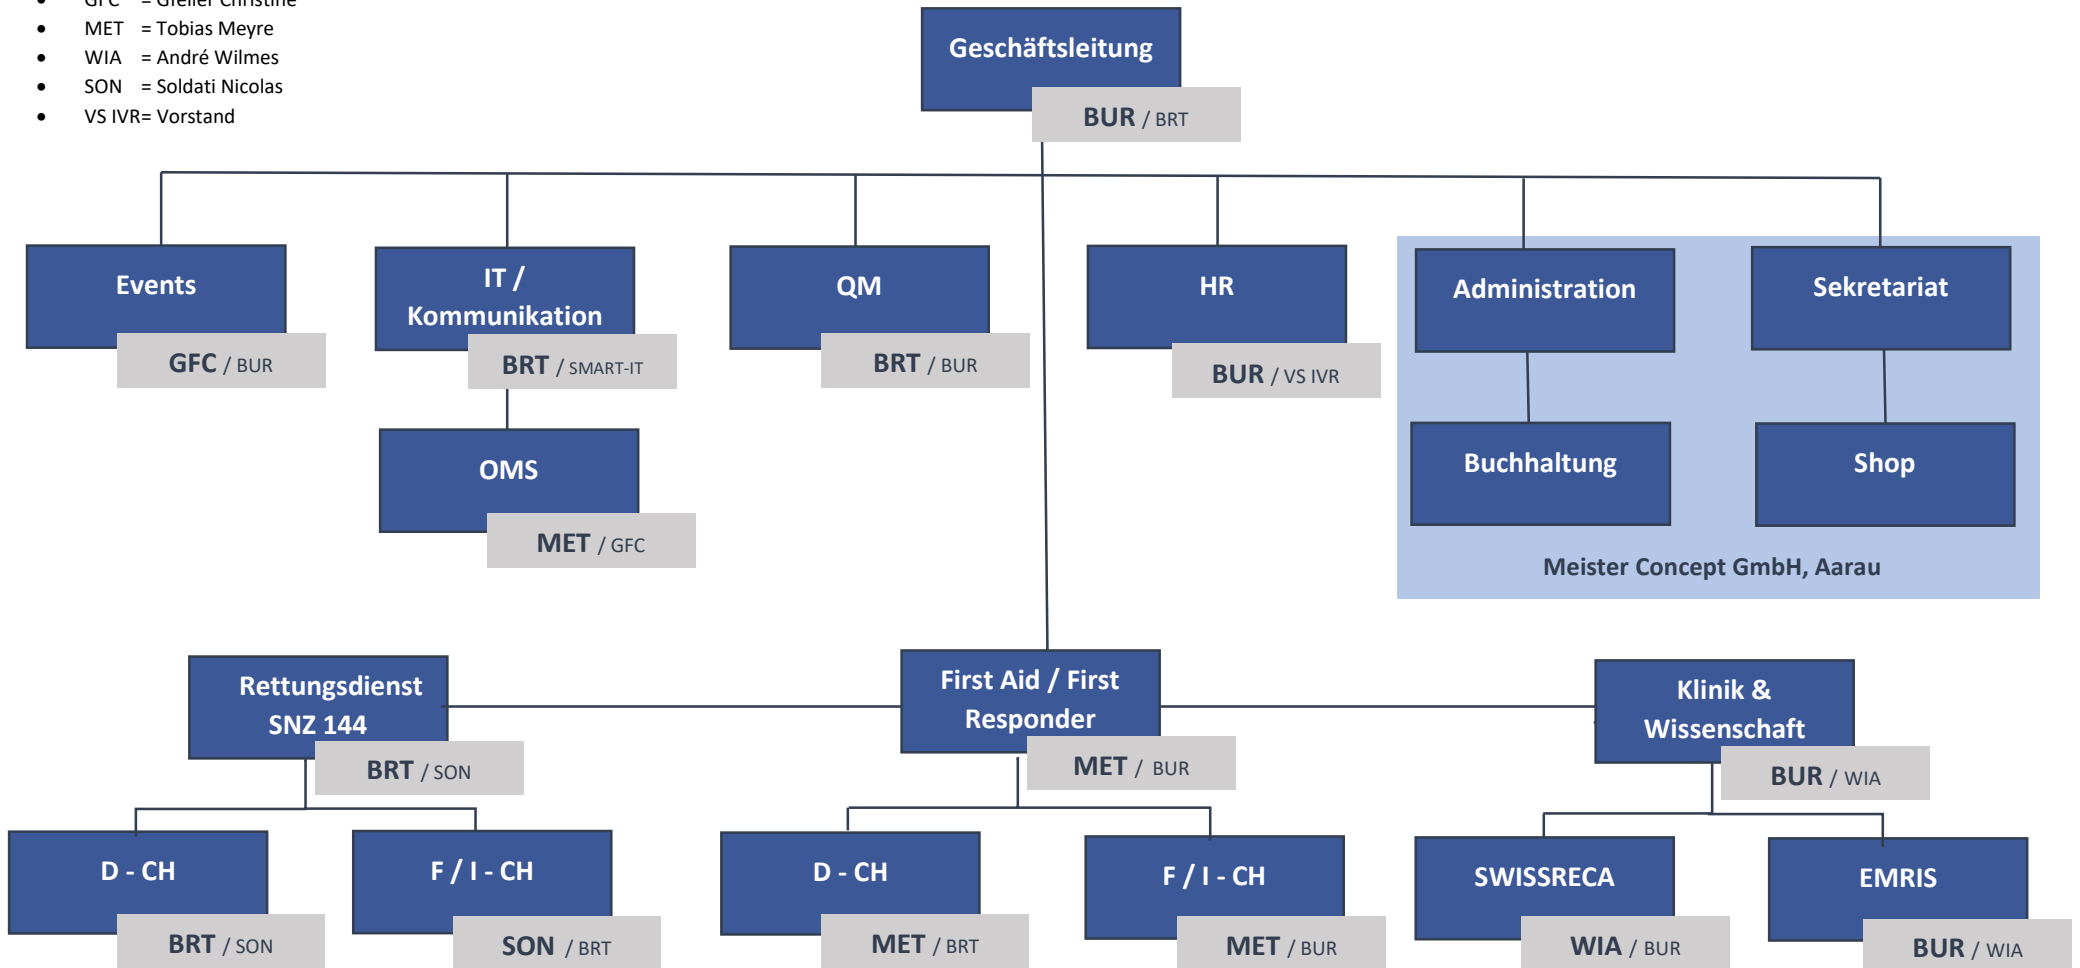 • GFC = Gfeller Christine
• MET = Tobias Meyre
• WIA = André Wilmes
• SON = Soldati Nicolas
• VS IVR= Vorstand
Geschäftsleitung
BUR / BRT
Events
GFC / BUR
IT /
Kommunikation
BRT / SMART-IT
QM
BRT / BUR
HR
BUR / VS IVR
Administration
Sekretariat
OMS
MET / GFC
Buchhaltung
Shop
Meister Concept GmbH, Aarau
Rettungsdienst
SNZ 144
BRT / SON
First Aid / First
Responder
MET / BUR
Klinik &
Wissenschaft
BUR / WIA
D - CH
BRT / SON
F / I - CH
SON / BRT
D - CH
MET / BRT
F / I - CH
MET / BUR
SWISSRECA
WIA / BUR
EMRIS
BUR / WIA